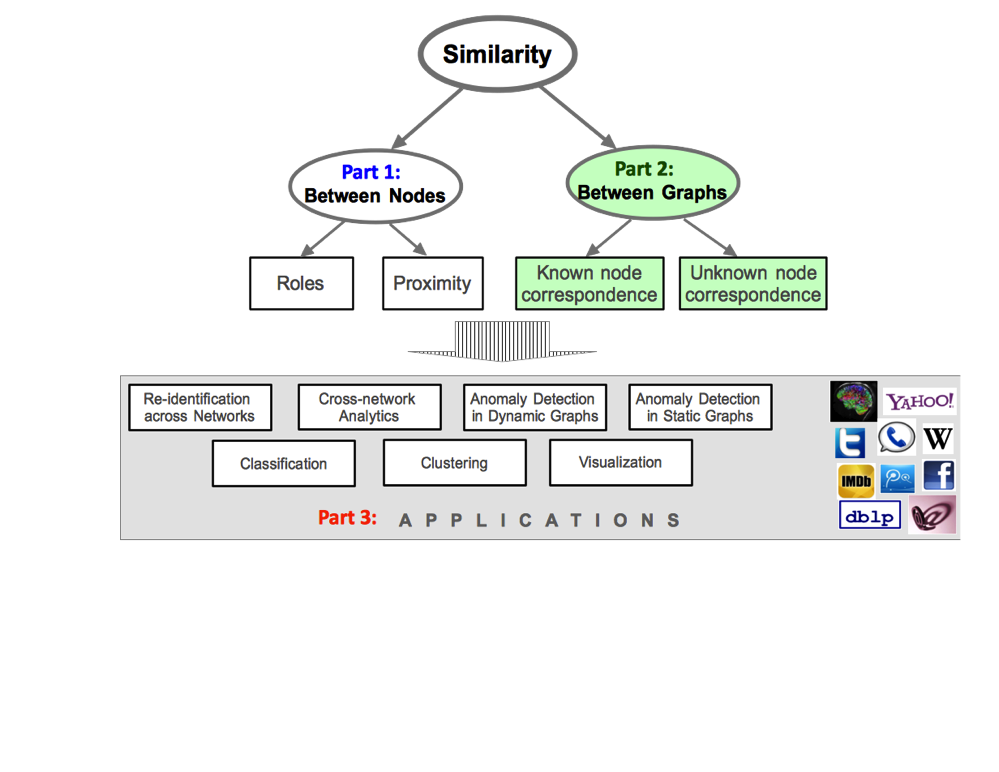 Similarity
Part 1:
Between Nodes
Part 2:
Between Graphs
Roles
Proximity
Known node
correspondence
Unknown node
correspondence
Re-identification
across Networks
Cross-network
Analytics
Anomaly Detection
in Dynamic Graphs
Anomaly Detection
in Static Graphs
Classification
Clustering
Visualization
Part 3: A P P L I C A T I O N S
YAHOO!
t
W
IMDb
f
dblp
@